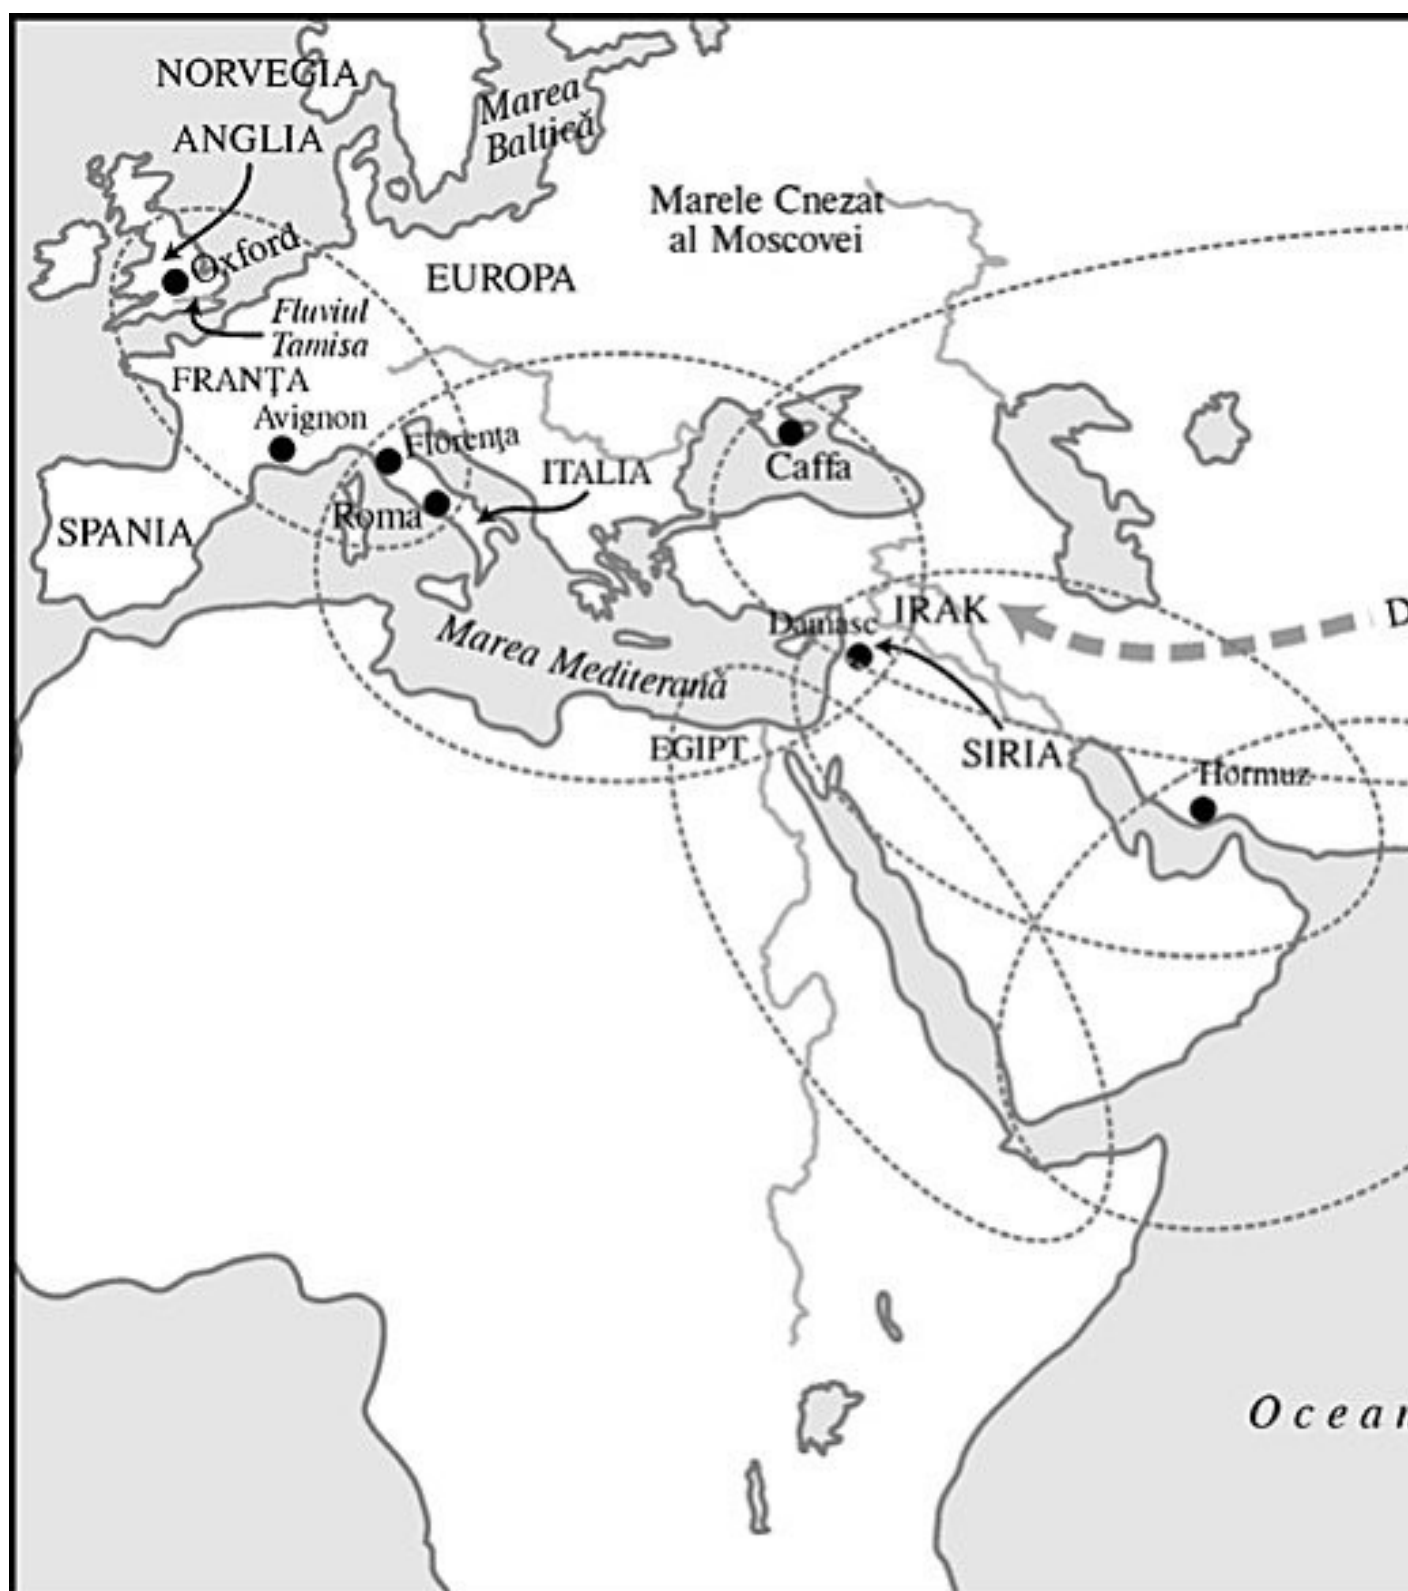 NORVEGIA
Marea
Baltică
ANGLIA
Marele Cnezat
al Moscovei
Oxford
EUROPA
Fluviul
Tamisa
FRANȚA
Avignon
Florența
ITALIA
Caffa
SPANIA
Roma
Damasc
IRAK
D
Marea Mediterană
EGIPT
SIRIA
Hormuz
Ocean